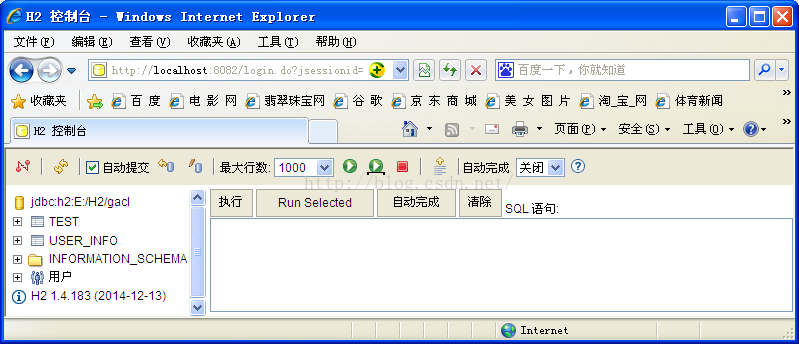 H2 控制台 - Windows Internet Explorer
文件(F) 编辑(E) 查看(V) 收藏夹(A) 工具(T) 帮助(H)
http://localhost:8082/login.do?jsessionid= 百度一下，你就知道
收藏夹 百 度 电 影 网 翡翠珠宝网 谷 歌 京 东 商 城 美 女 图 片 淘_宝_网 体育新闻
H2 控制台 页面(P) 安全(S) 工具(O)
自动提交 最大行数: 1000 自动完成 关闭
http://blog.csdn.net/
jdbc:h2:E:/H2/gacl
TEST
USER_INFO
INFORMATION_SCHEMA
用户
H2 1.4.183 (2014-12-13)
执行 Run Selected 自动完成 清除 SQL 语句:
Internet